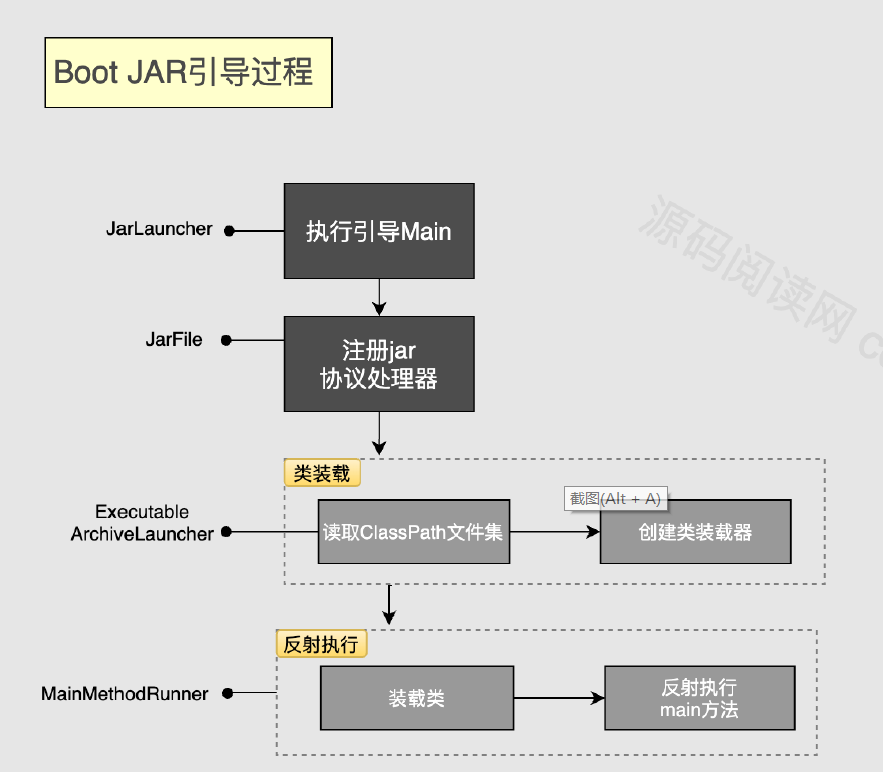 Boot JAR引导过程
JarLauncher
执行引导Main
JarFile
注册jar
协议处理器
类装载
截图(Alt + A)
Executable
ArchiveLauncher
读取ClassPath文件集
创建类装载器
反射执行
MainMethodRunner
装载类
反射执行
main方法
源码阅读网